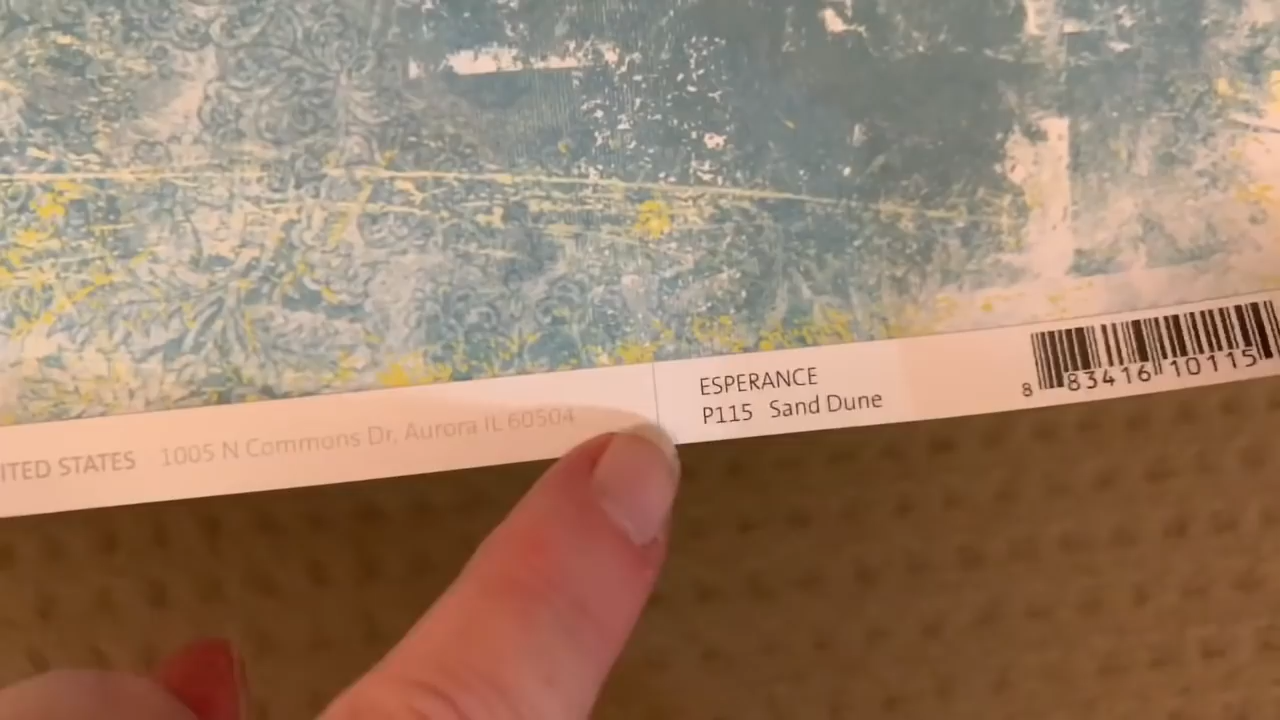 ITED STATES 1005 N Commons Dr, Aurora IL 60504
ESPERANCE
P115 Sand Dune
8 83416 10115